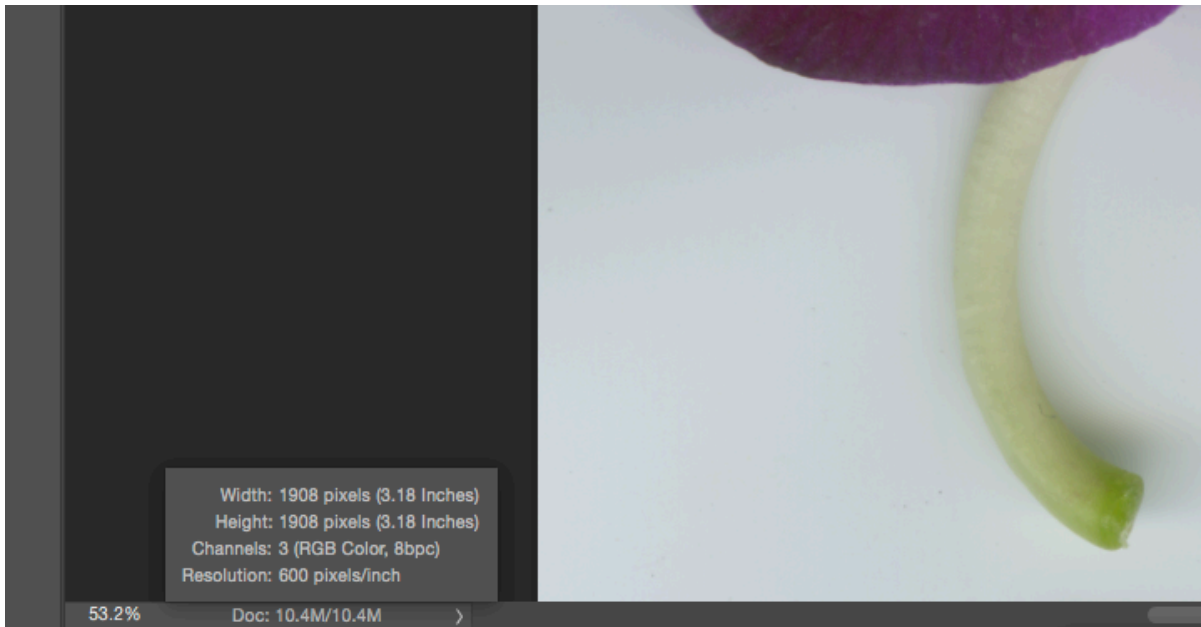 Width: 1908 pixels (3.18 Inches)
Height: 1908 pixels (3.18 Inches)
Channels: 3 (RGB Color, 8bpc)
Resolution: 600 pixels/inch
53.2% Doc: 10.4M/10.4M